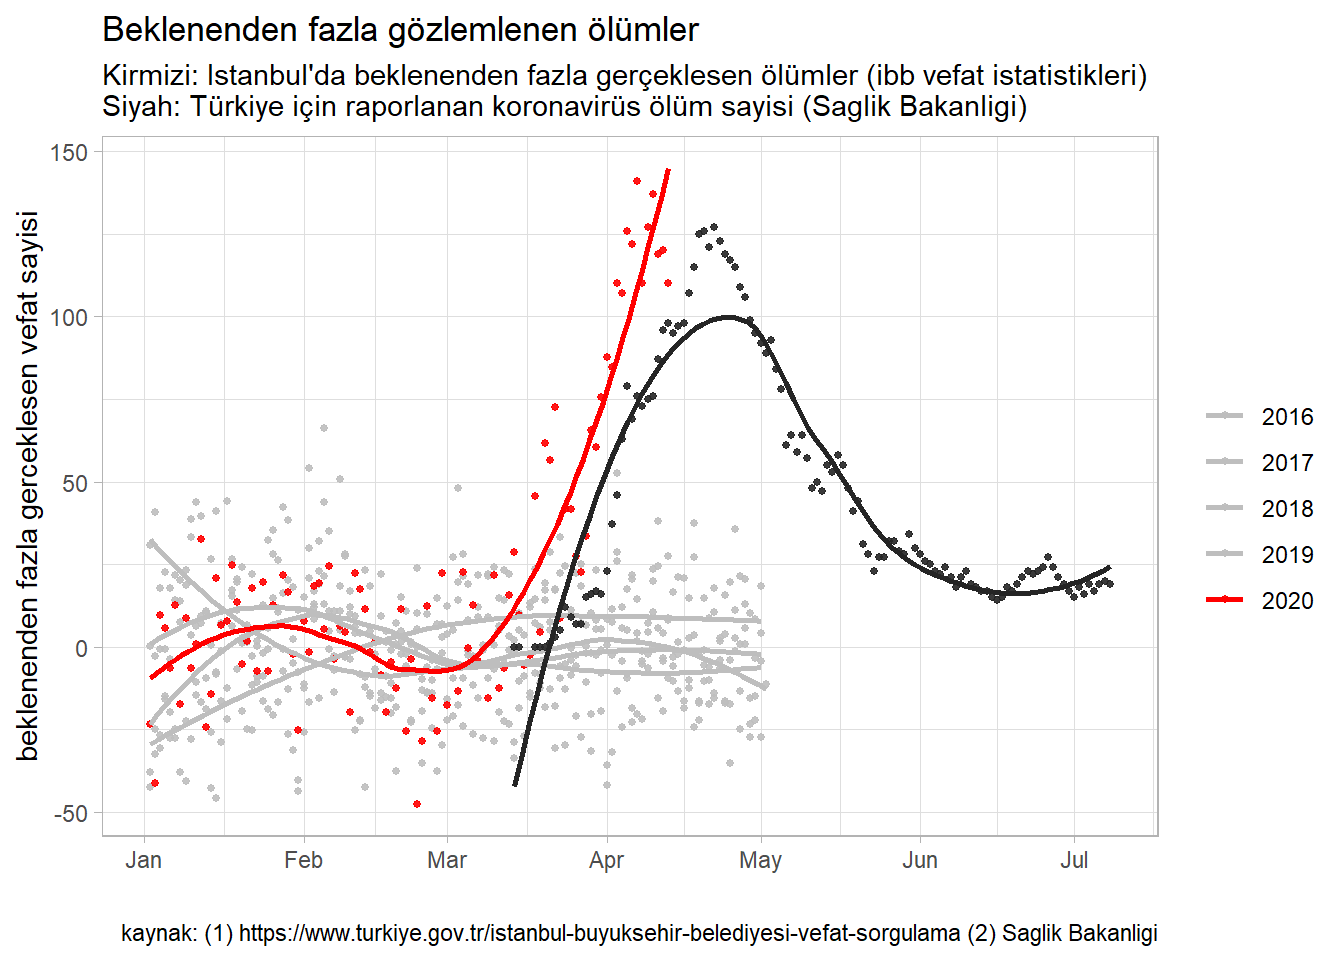 Beklenenden fazla gözlemlenen ölümler
Kirmizi: Istanbul'da beklenenden fazla gerçeklesen ölümler (ibb vefat istatistikleri)
Siyah: Türkiye için raporlanan koronavirüs ölüm sayisi (Saglik Bakanligi)
beklenenden fazla gerceklesen vefat sayisi
150
100
50
0
-50
Jan Feb Mar Apr May Jun Jul
2016
2017
2018
2019
2020
kaynak: (1) https://www.turkiye.gov.tr/istanbul-buyuksehir-belediyesi-vefat-sorgulama (2) Saglik Bakanligi